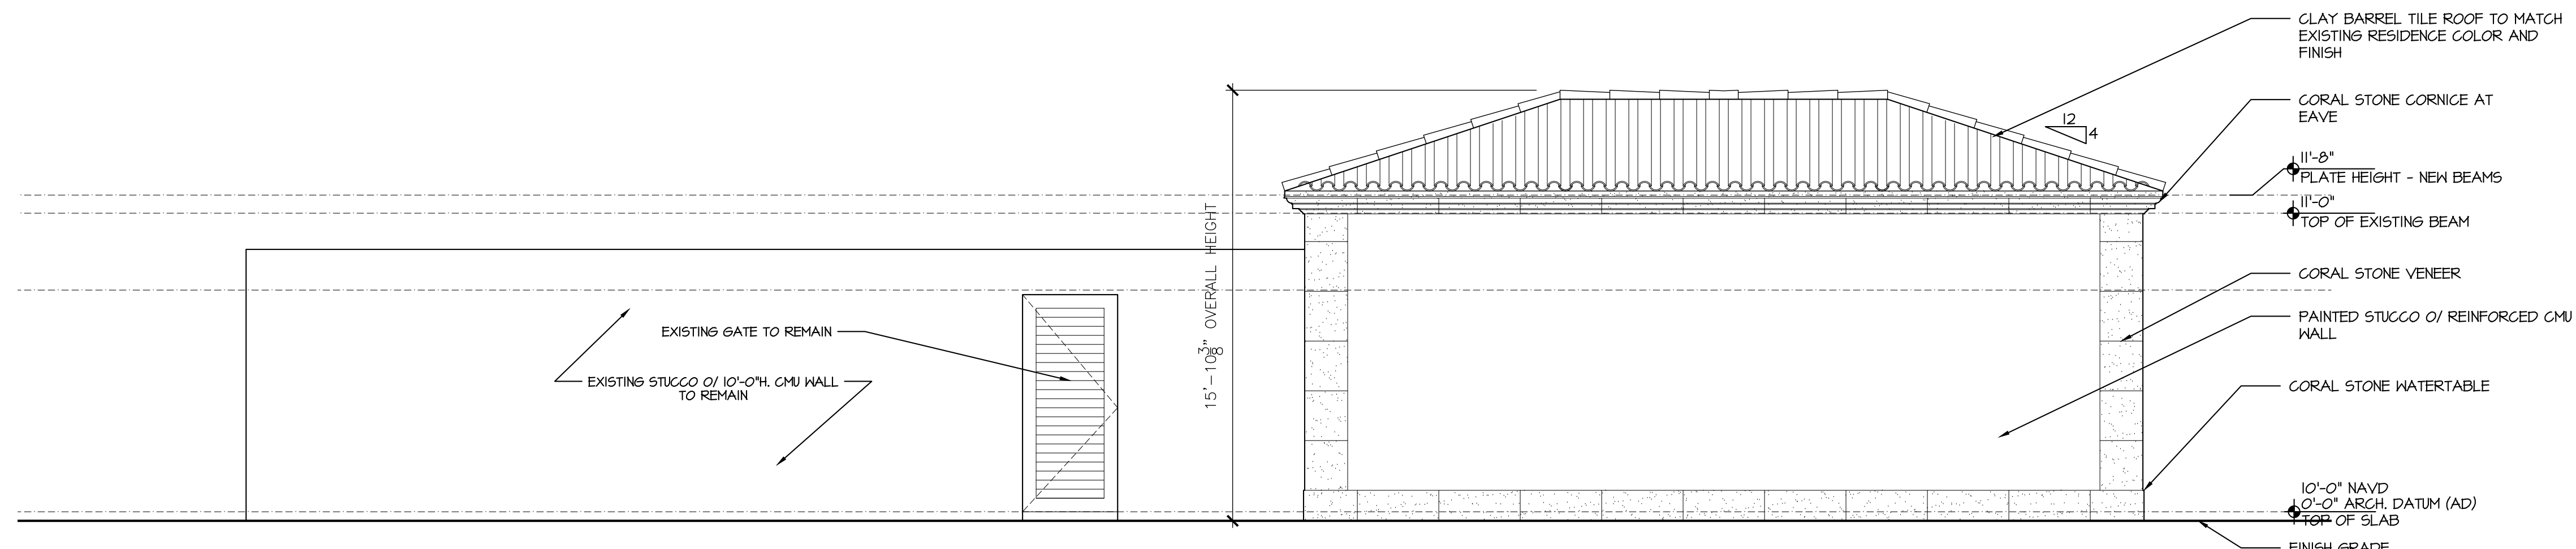 CLAY BARREL TILE ROOF TO MATCH
EXISTING RESIDENCE COLOR AND
FINISH
CORAL STONE CORNICE AT
EAVE
12
4
11'-8"
PLATE HEIGHT - NEW BEAMS
11'-0"
TOP OF EXISTING BEAM
CORAL STONE VENEER
PAINTED STUCCO O/ REINFORCED CMU
WALL
CORAL STONE WATERTABLE
10'-0" NAVD
0'-0" ARCH. DATUM (AD)
TOP OF SLAB
FINISH GRADE
15'-10 3/8" OVERALL HEIGHT
EXISTING GATE TO REMAIN
EXISTING STUCCO O/ 10'-0"H. CMU WALL
TO REMAIN